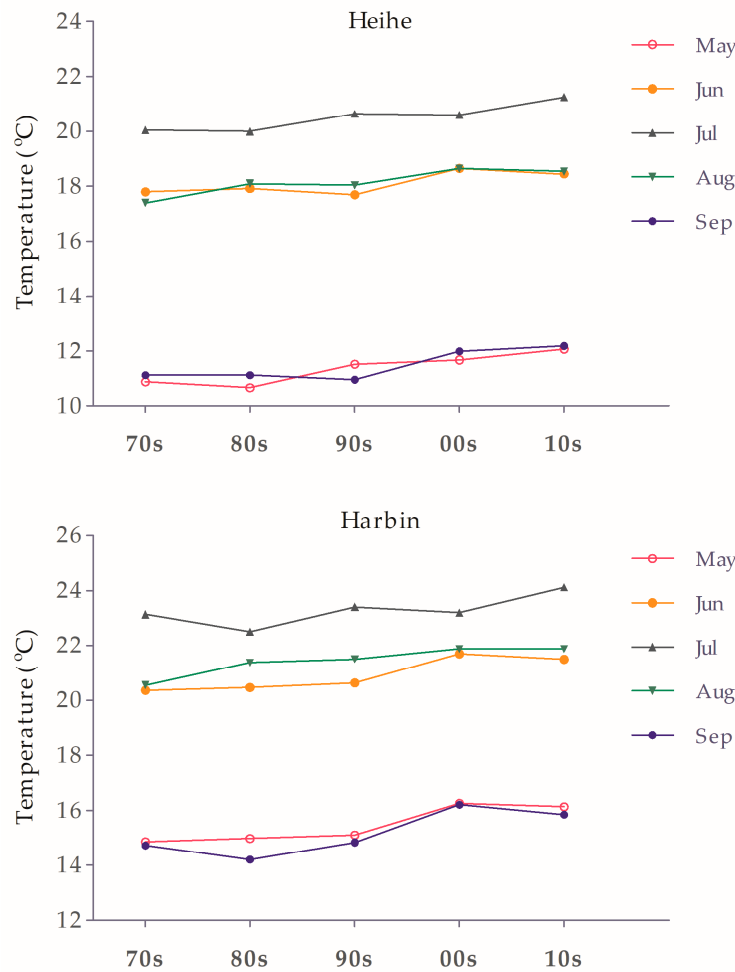 Heihe
Temperature (ºC)
24
22
20
18
16
14
12
10
70s 80s 90s 00s 10s
May
Jun
Jul
Aug
Sep
Harbin
Temperature (ºC)
26
24
22
20
18
16
14
12
70s 80s 90s 00s 10s
May
Jun
Jul
Aug
Sep